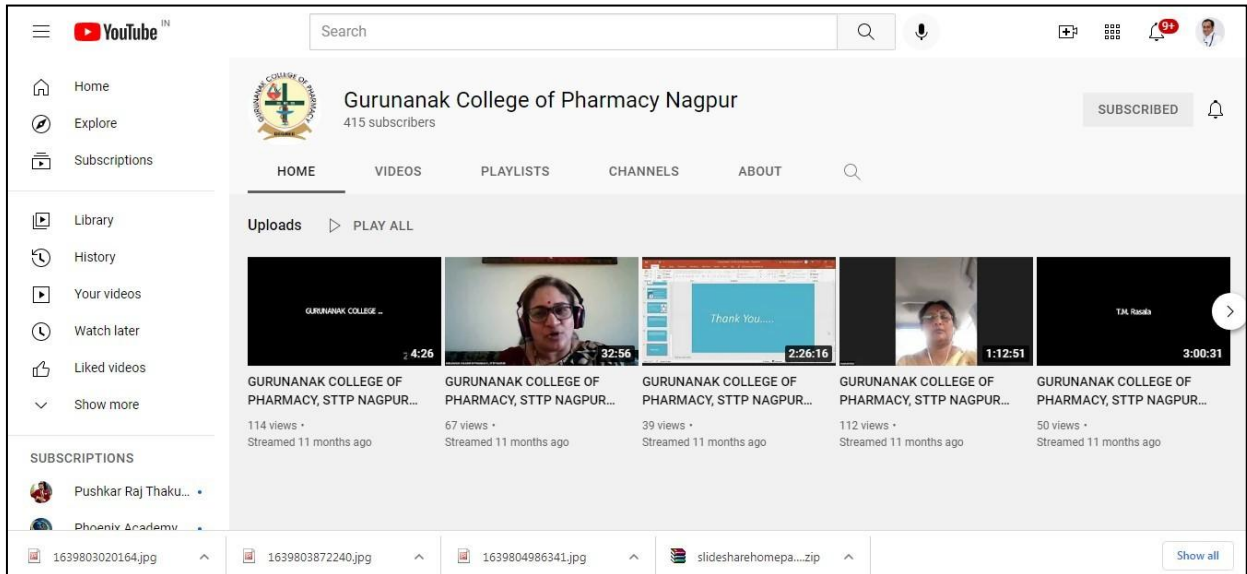 YouTube IN
Search
9+
Home
Explore
Subscriptions
Library
History
Your videos
Watch later
Liked videos
Show more
SUBSCRIPTIONS
Pushkar Raj Thaku...
Phoenix Academy
COLLEGE OF
GURUNANAK
PHARMACY
Gurunanak College of Pharmacy Nagpur
415 subscribers
SUBSCRIBED
HOME VIDEOS PLAYLISTS CHANNELS ABOUT
Uploads PLAY ALL
GURUNANAK COLLEGE ...
4:26
GURUNANAK COLLEGE OF
PHARMACY, STTP NAGPUR...
114 views •
Streamed 11 months ago
32:56
GURUNANAK COLLEGE OF
PHARMACY, STTP NAGPUR...
67 views •
Streamed 11 months ago
Thank You.....
2:26:16
GURUNANAK COLLEGE OF
PHARMACY, STTP NAGPUR...
39 views •
Streamed 11 months ago
1:12:51
GURUNANAK COLLEGE OF
PHARMACY, STTP NAGPUR...
112 views •
Streamed 11 months ago
T.M. Rasala
3:00:31
GURUNANAK COLLEGE OF
PHARMACY, STTP NAGPUR...
50 views •
Streamed 11 months ago
1639803020164.jpg
1639803872240.jpg
1639804986341.jpg
slidesharehomepa....zip
Show all